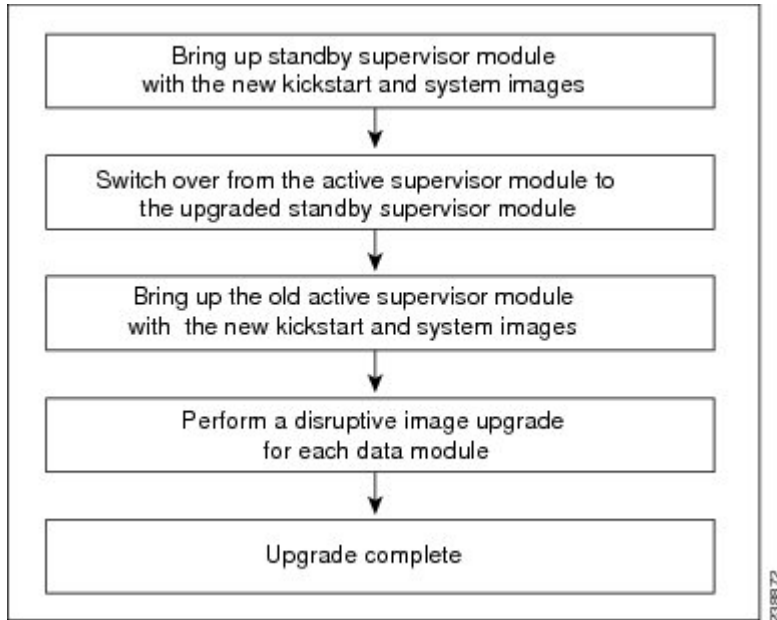 Bring up standby supervisor module
with the new kickstart and system images
Switch over from the active supervisor module to
the upgraded standby supervisor module
Bring up the old active supervisor module
with the new kickstart and system images
Perform a disruptive image upgrade
for each data module
Upgrade complete
238872